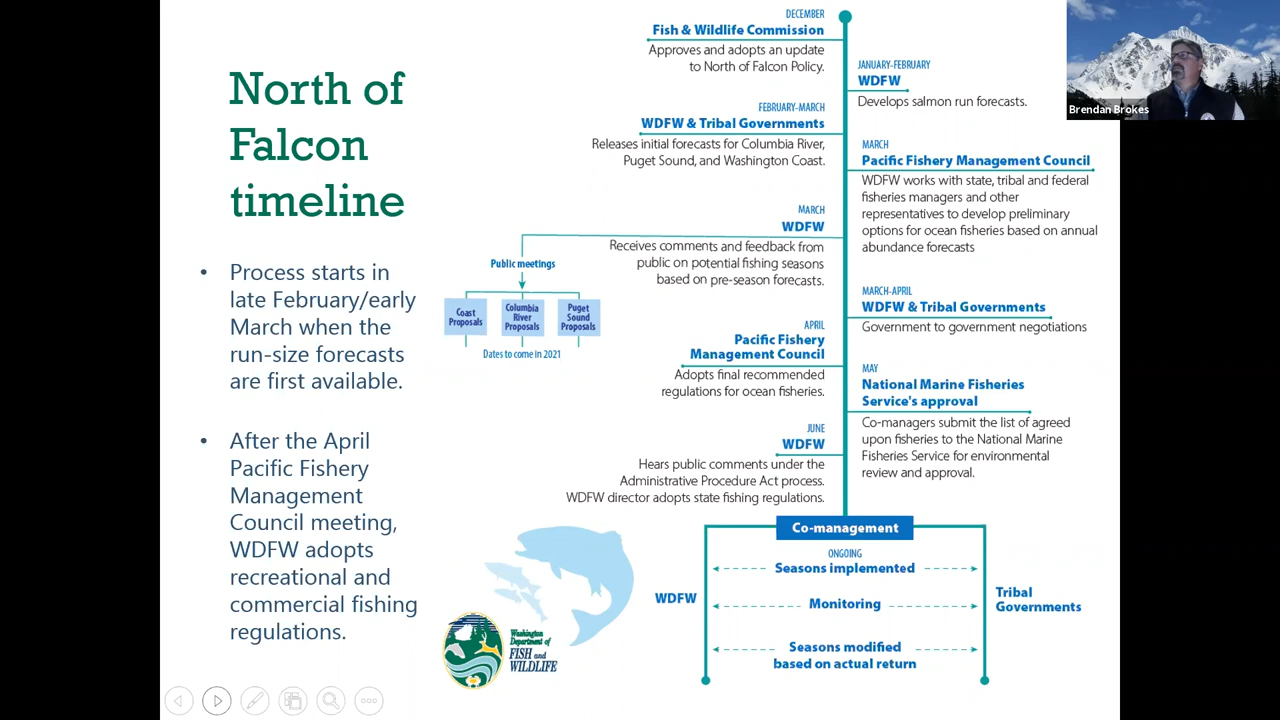 North of
Falcon
timeline
• Process starts in
late February/early
March when the
run-size forecasts
are first available.
• After the April
Pacific Fishery
Management
Council meeting,
WDFW adopts
recreational and
commercial fishing
regulations.
DECEMBER
Fish & Wildlife Commission
Approves and adopts an update
to North of Falcon Policy.
JANUARY-FEBRUARY
WDFW
Develops salmon run forecasts.
FEBRUARY-MARCH
WDFW & Tribal Governments
Releases initial forecasts for Columbia River,
Puget Sound, and Washington Coast.
MARCH
Pacific Fishery Management Council
WDFW works with state, tribal and federal
fisheries managers and other
representatives to develop preliminary
options for ocean fisheries based on annual
abundance forecasts
MARCH
WDFW
Receives comments and feedback from
public on potential fishing seasons
based on pre-season forecasts.
Public meetings
Coast
Proposals
Columbia
River
Proposals
Puget
Sound
Proposals
Dates to come in 2021
MARCH-APRIL
WDFW & Tribal Governments
Government to government negotiations
APRIL
Pacific Fishery
Management Council
Adopts final recommended
regulations for ocean fisheries.
MAY
National Marine Fisheries
Service's approval
Co-managers submit the list of agreed
upon fisheries to the National Marine
Fisheries Service for environmental
review and approval.
JUNE
WDFW
Hears public comments under the
Administrative Procedure Act process.
WDFW director adopts state fishing regulations.
Co-management
ONGOING
Seasons implemented
WDFW
Monitoring
Tribal
Governments
Seasons modified
based on actual return
Washington
Department of
FISH and
WILDLIFE
Brendan Brokes